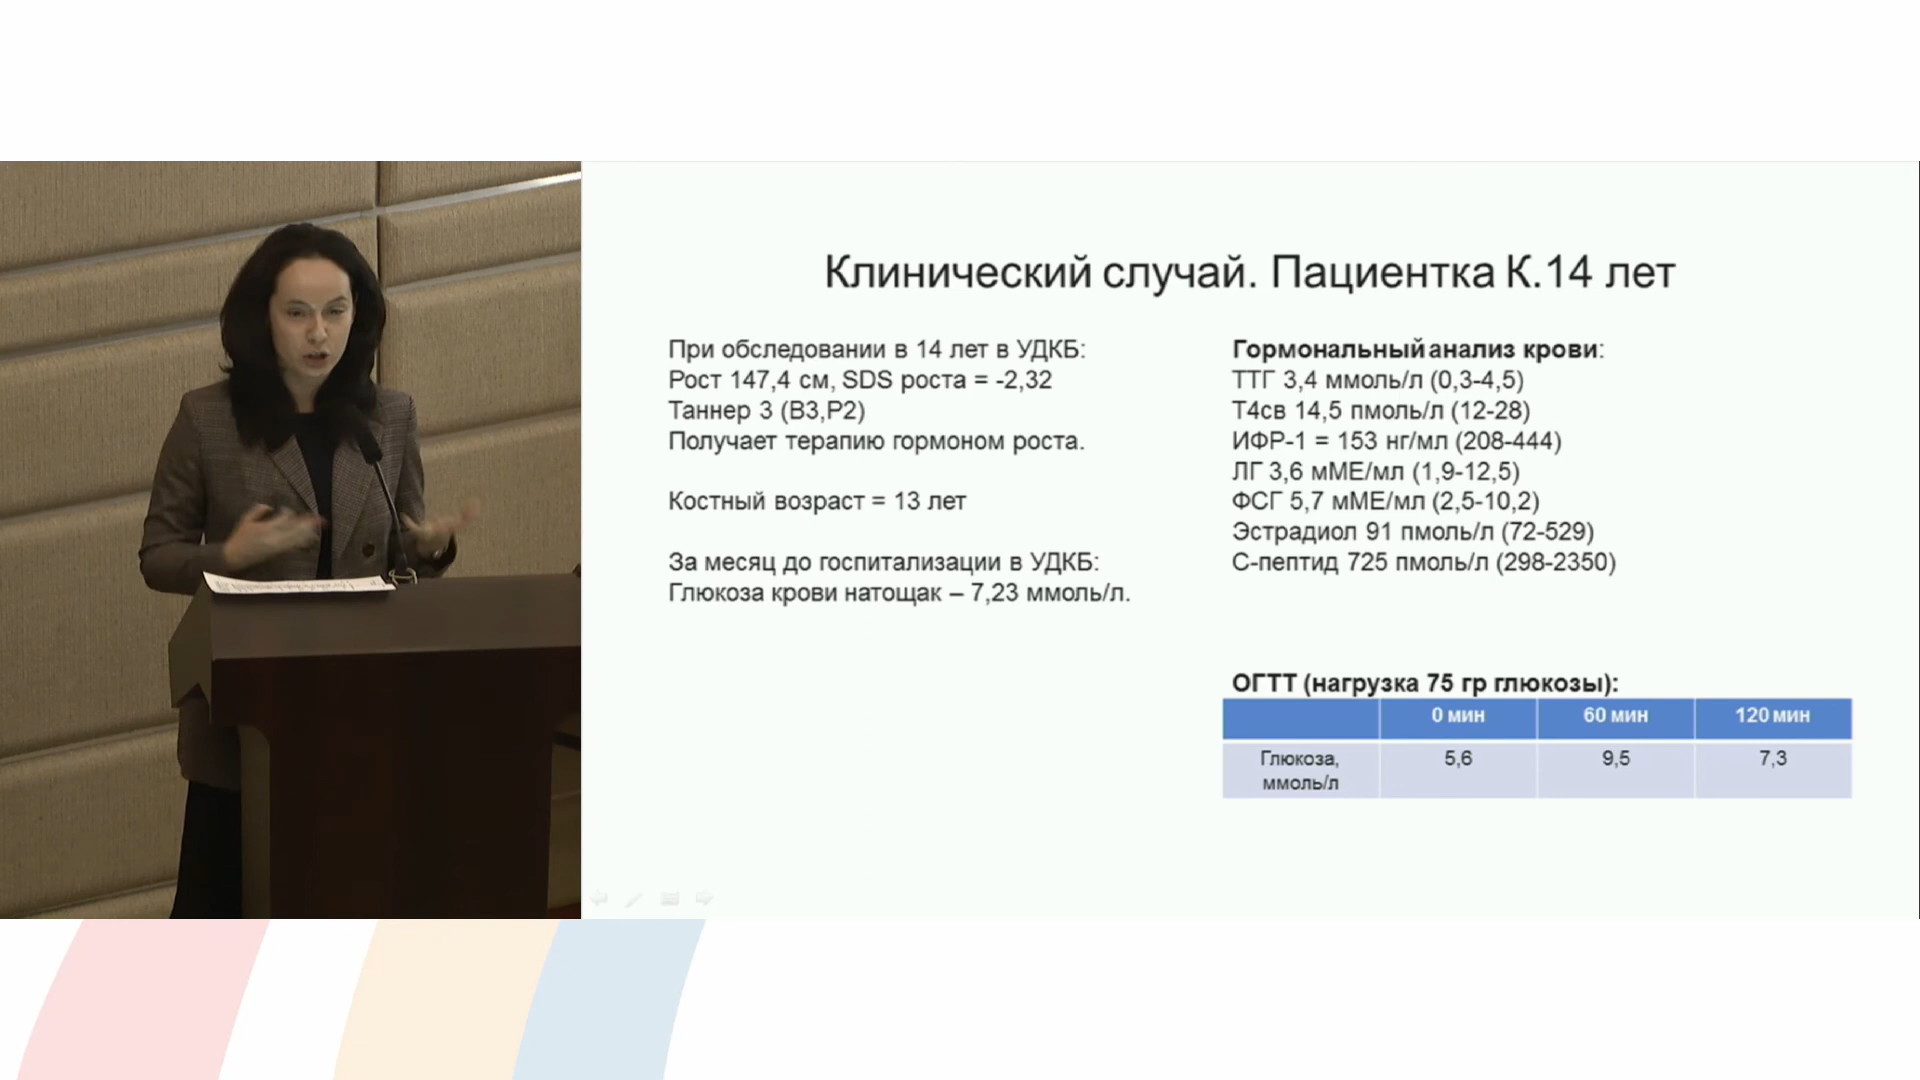 Клинический случай. Пациентка К.14 лет
При обследовании в 14 лет в УДКБ:
Рост 147,4 см, SDS роста = -2,32
Таннер 3 (В3,Р2)
Получает терапию гормоном роста.
Костный возраст = 13 лет
За месяц до госпитализации в УДКБ:
Глюкоза крови натощак – 7,23 ммоль/л.
Гормональный анализ крови:
ТТГ 3,4 ммоль/л (0,3-4,5)
Т4св 14,5 пмоль/л (12-28)
ИФР-1 = 153 нг/мл (208-444)
ЛГ 3,6 мМЕ/мл (1,9-12,5)
ФСГ 5,7 мМЕ/мл (2,5-10,2)
Эстрадиол 91 пмоль/л (72-529)
С-пептид 725 пмоль/л (298-2350)
ОГТТ (нагрузка 75 гр глюкозы):
0 мин 60 мин 120 мин
Глюкоза, 5,6 9,5 7,3
ммоль/л